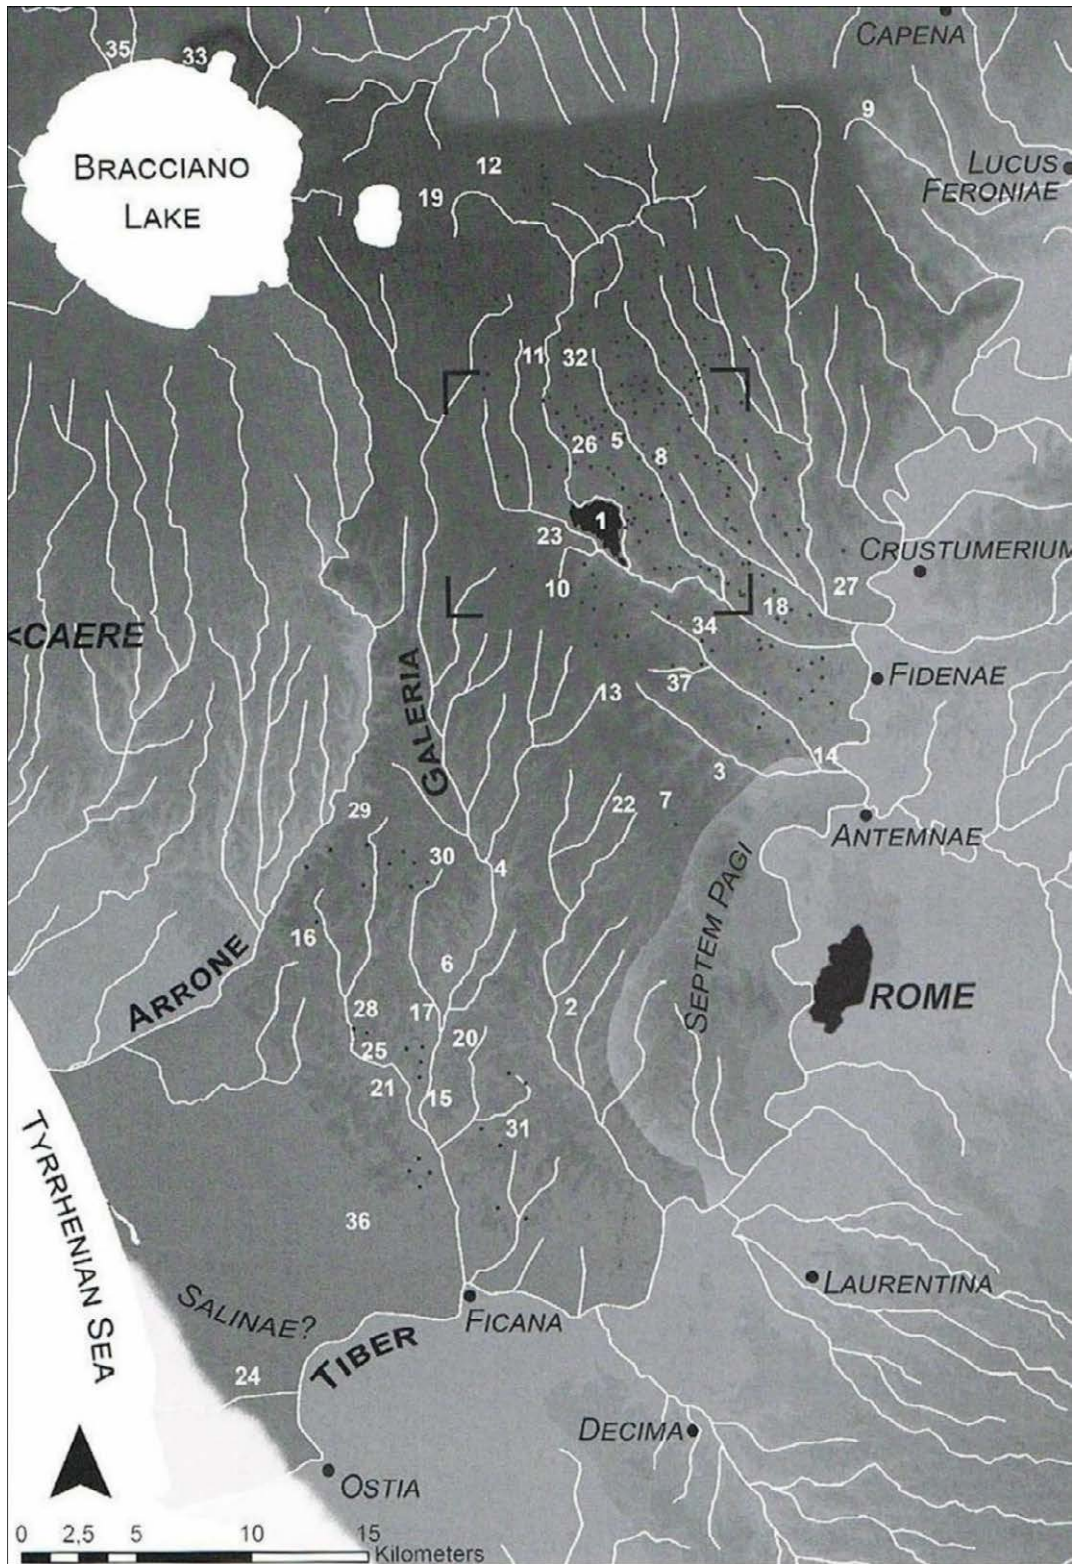 CAPENA
35
33
9
BRACCIANO
LAKE
12
LUCUS
FERONIAE
19
11
32
26
5
8
1
23
10
CRUSTUMERIUM
27
18
34
<CAERE
37
FIDENAE
13
GALERIA
14
3
22
7
29
ANTEMNAE
30
4
SEPTEM PAGI
16
ARRONE
6
ROME
28
17
2
20
25
21
15
31
TYRRHENIAN SEA
36
LAURENTINA
SALINAE?
FICANA
TIBER
24
DECIMA
OSTIA
0 2,5 5 10 15
Kilometers